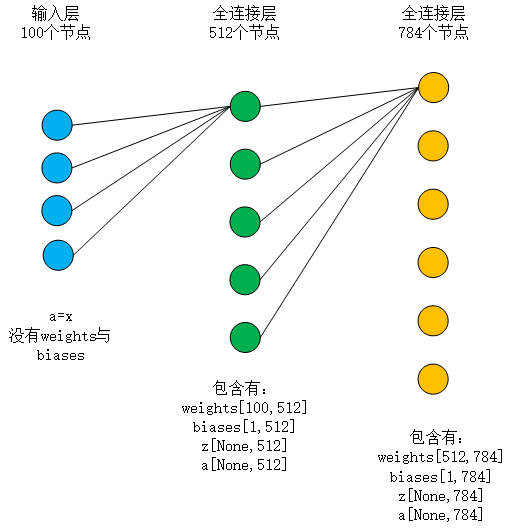 输入层
100个节点
全连接层
512个节点
全连接层
784个节点
a=x
没有weights与
biases
包含有:
weights[100,512]
biases[1,512]
z[None,512]
a[None,512]
包含有:
weights[512,784]
biases[1,784]
z[None,784]
a[None,784]